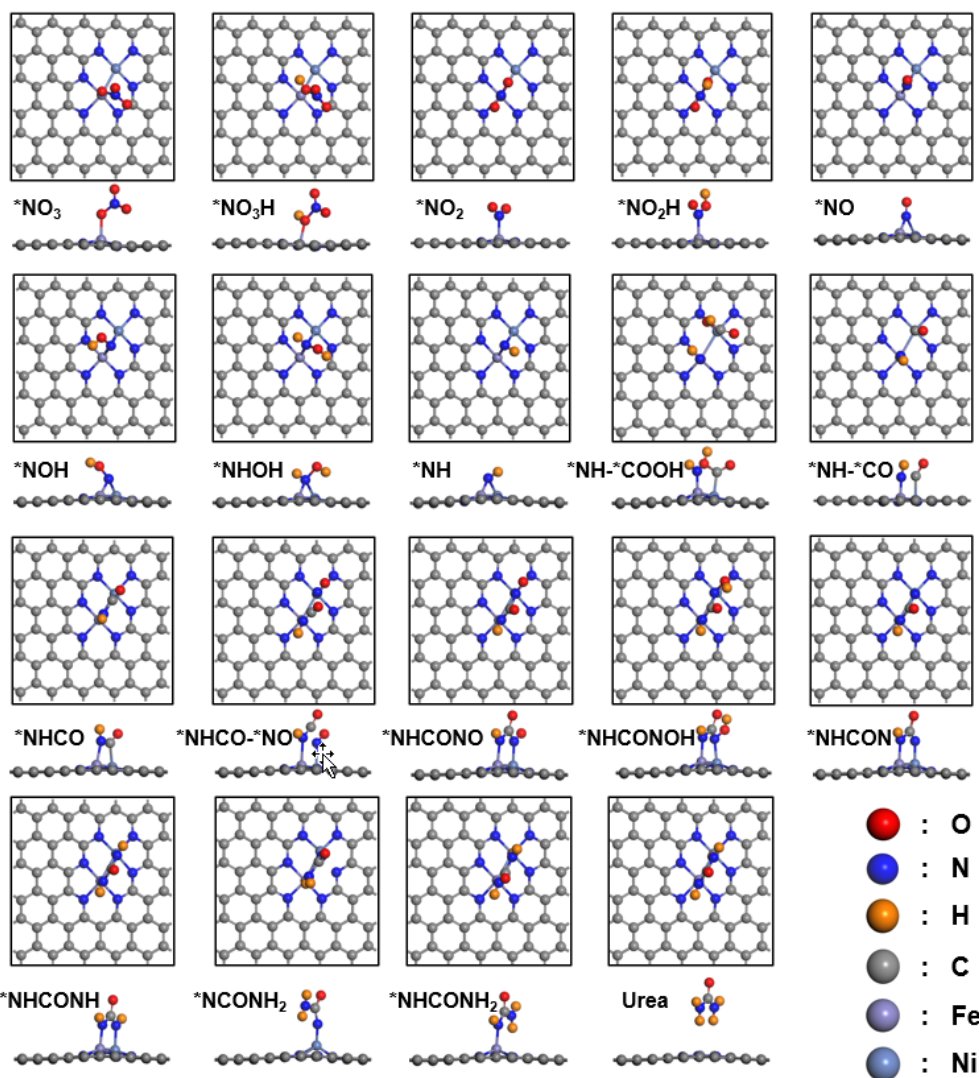 *NO₃
*NO₃H
*NO₂
*NO₂H
*NO
*NOH
*NHOH
*NH
*NH-*COOH
*NH-*CO
*NHCO
*NHCO-*NO
*NHCONO
*NHCONOH
*NHCON
: O
: N
: H
: C
: Fe
: Ni
*NHCONH
*NCONH₂
*NHCONH₂
Urea